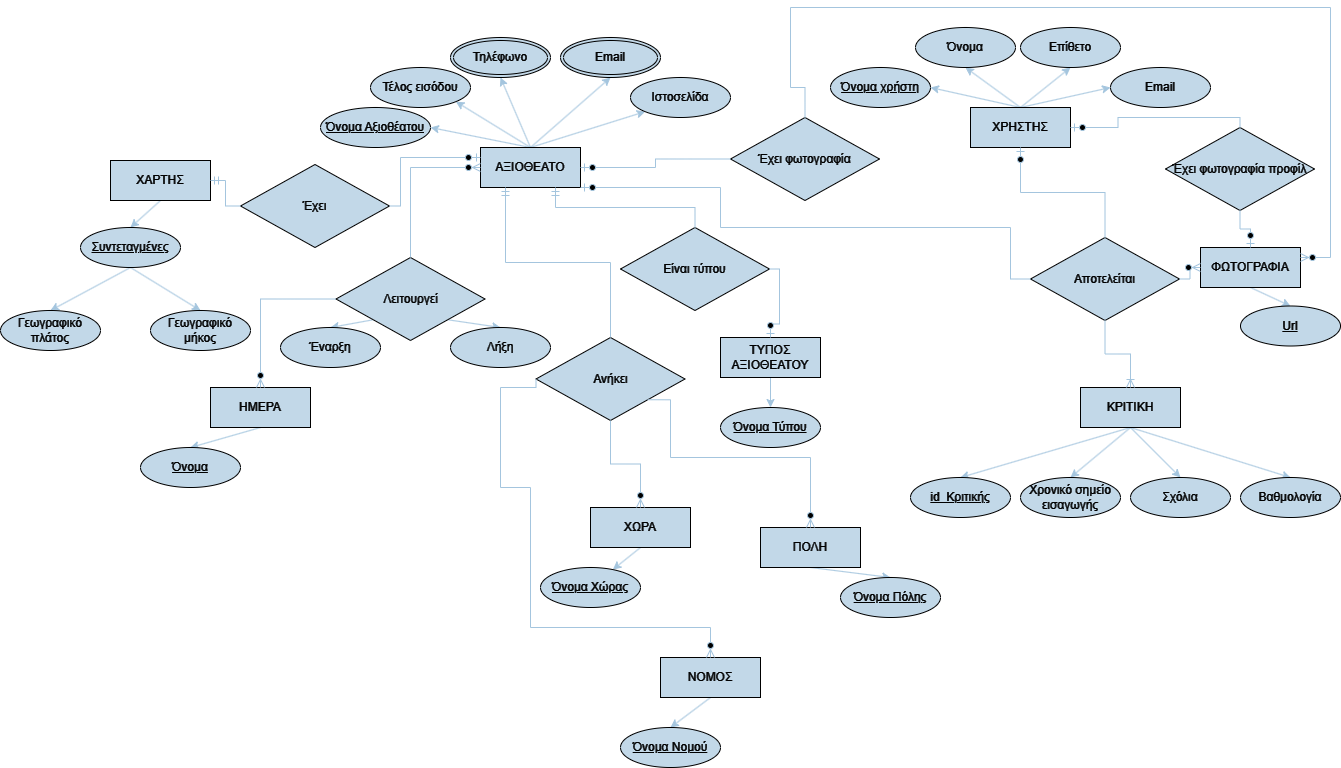 Όνομα
Επίθετο
Τηλέφωνο
Email
Τέλος εισόδου
Ιστοσελίδα
Όνομα χρήστη
Email
Όνομα Αξιοθέατου
ΧΡΗΣΤΗΣ
ΑΞΙΟΘΕΑΤΟ
Έχει φωτογραφία
Έχει φωτογραφία προφίλ
ΧΑΡΤΗΣ
Έχει
Συντεταγμένες
Είναι τύπου
Αποτελείται
ΦΩΤΟΓΡΑΦΙΑ
Λειτουργεί
Γεωγραφικό
πλάτος
Γεωγραφικό
μήκος
Έναρξη
Λήξη
Url
ΤΥΠΟΣ
ΑΞΙΟΘΕΑΤΟΥ
Ανήκει
ΗΜΕΡΑ
ΚΡΙΤΙΚΗ
Όνομα Τύπου
Όνομα
id_Κριτικής
Χρονικό σημείο
εισαγωγής
Σχόλια
Βαθμολογία
ΧΩΡΑ
ΠΟΛΗ
Όνομα Χώρας
Όνομα Πόλης
ΝΟΜΟΣ
Όνομα Νομού